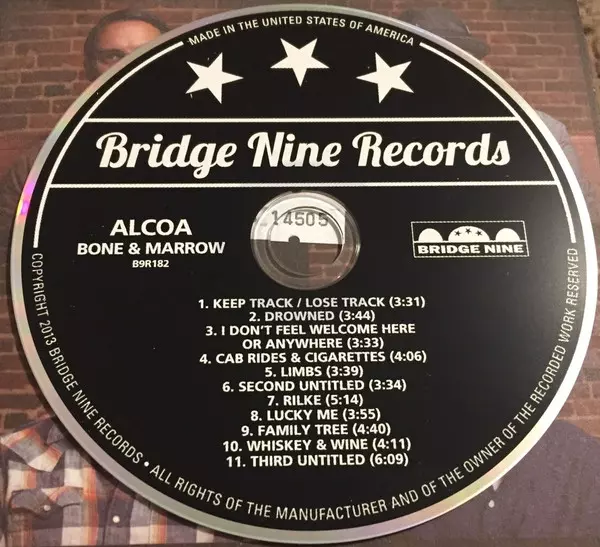 MADE IN THE UNITED STATES OF AMERICA
Bridge Nine Records
14505
ALCOA
BONE & MARROW
B9R182
BRIDGE NINE
1. KEEP TRACK / LOSE TRACK (3:31)
2. DROWNED (3:44)
3. I DON'T FEEL WELCOME HERE
OR ANYWHERE (3:33)
4. CAB RIDES & CIGARETTES (4:06)
5. LIMBS (3:39)
6. SECOND UNTITLED (3:34)
7. RILKE (5:14)
8. LUCKY ME (3:55)
9. FAMILY TREE (4:40)
10. WHISKEY & WINE (4:11)
11. THIRD UNTITLED (6:09)
COPYRIGHT 2013 BRIDGE NINE RECORDS • ALL RIGHTS OF THE MANUFACTURER AND OF THE OWNER OF THE RECORDED WORK RESERVED